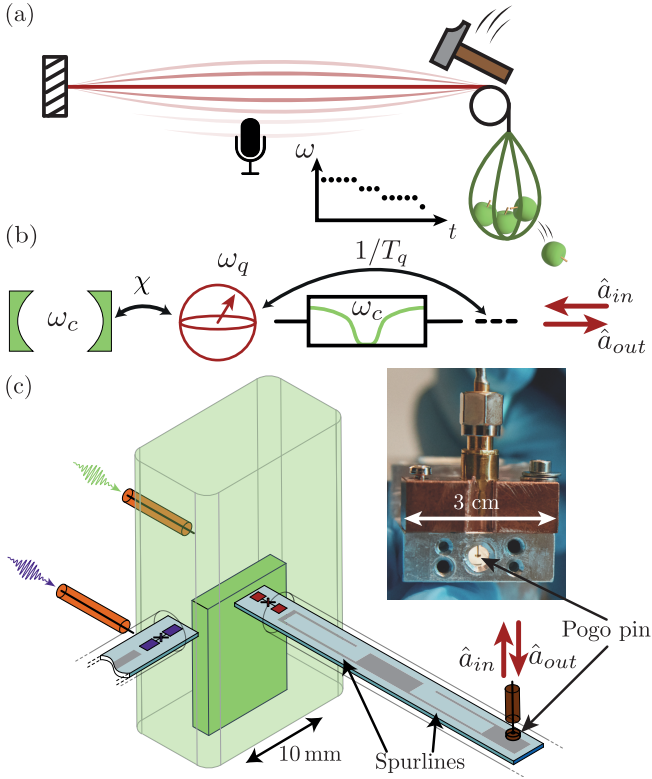 (a)
ω
t
(b)
ω_c
χ
ω_q
1/T_q
ω_c
â_in
â_out
(c)
3 cm
Pogo pin
â_in
â_out
10 mm
Spurlines